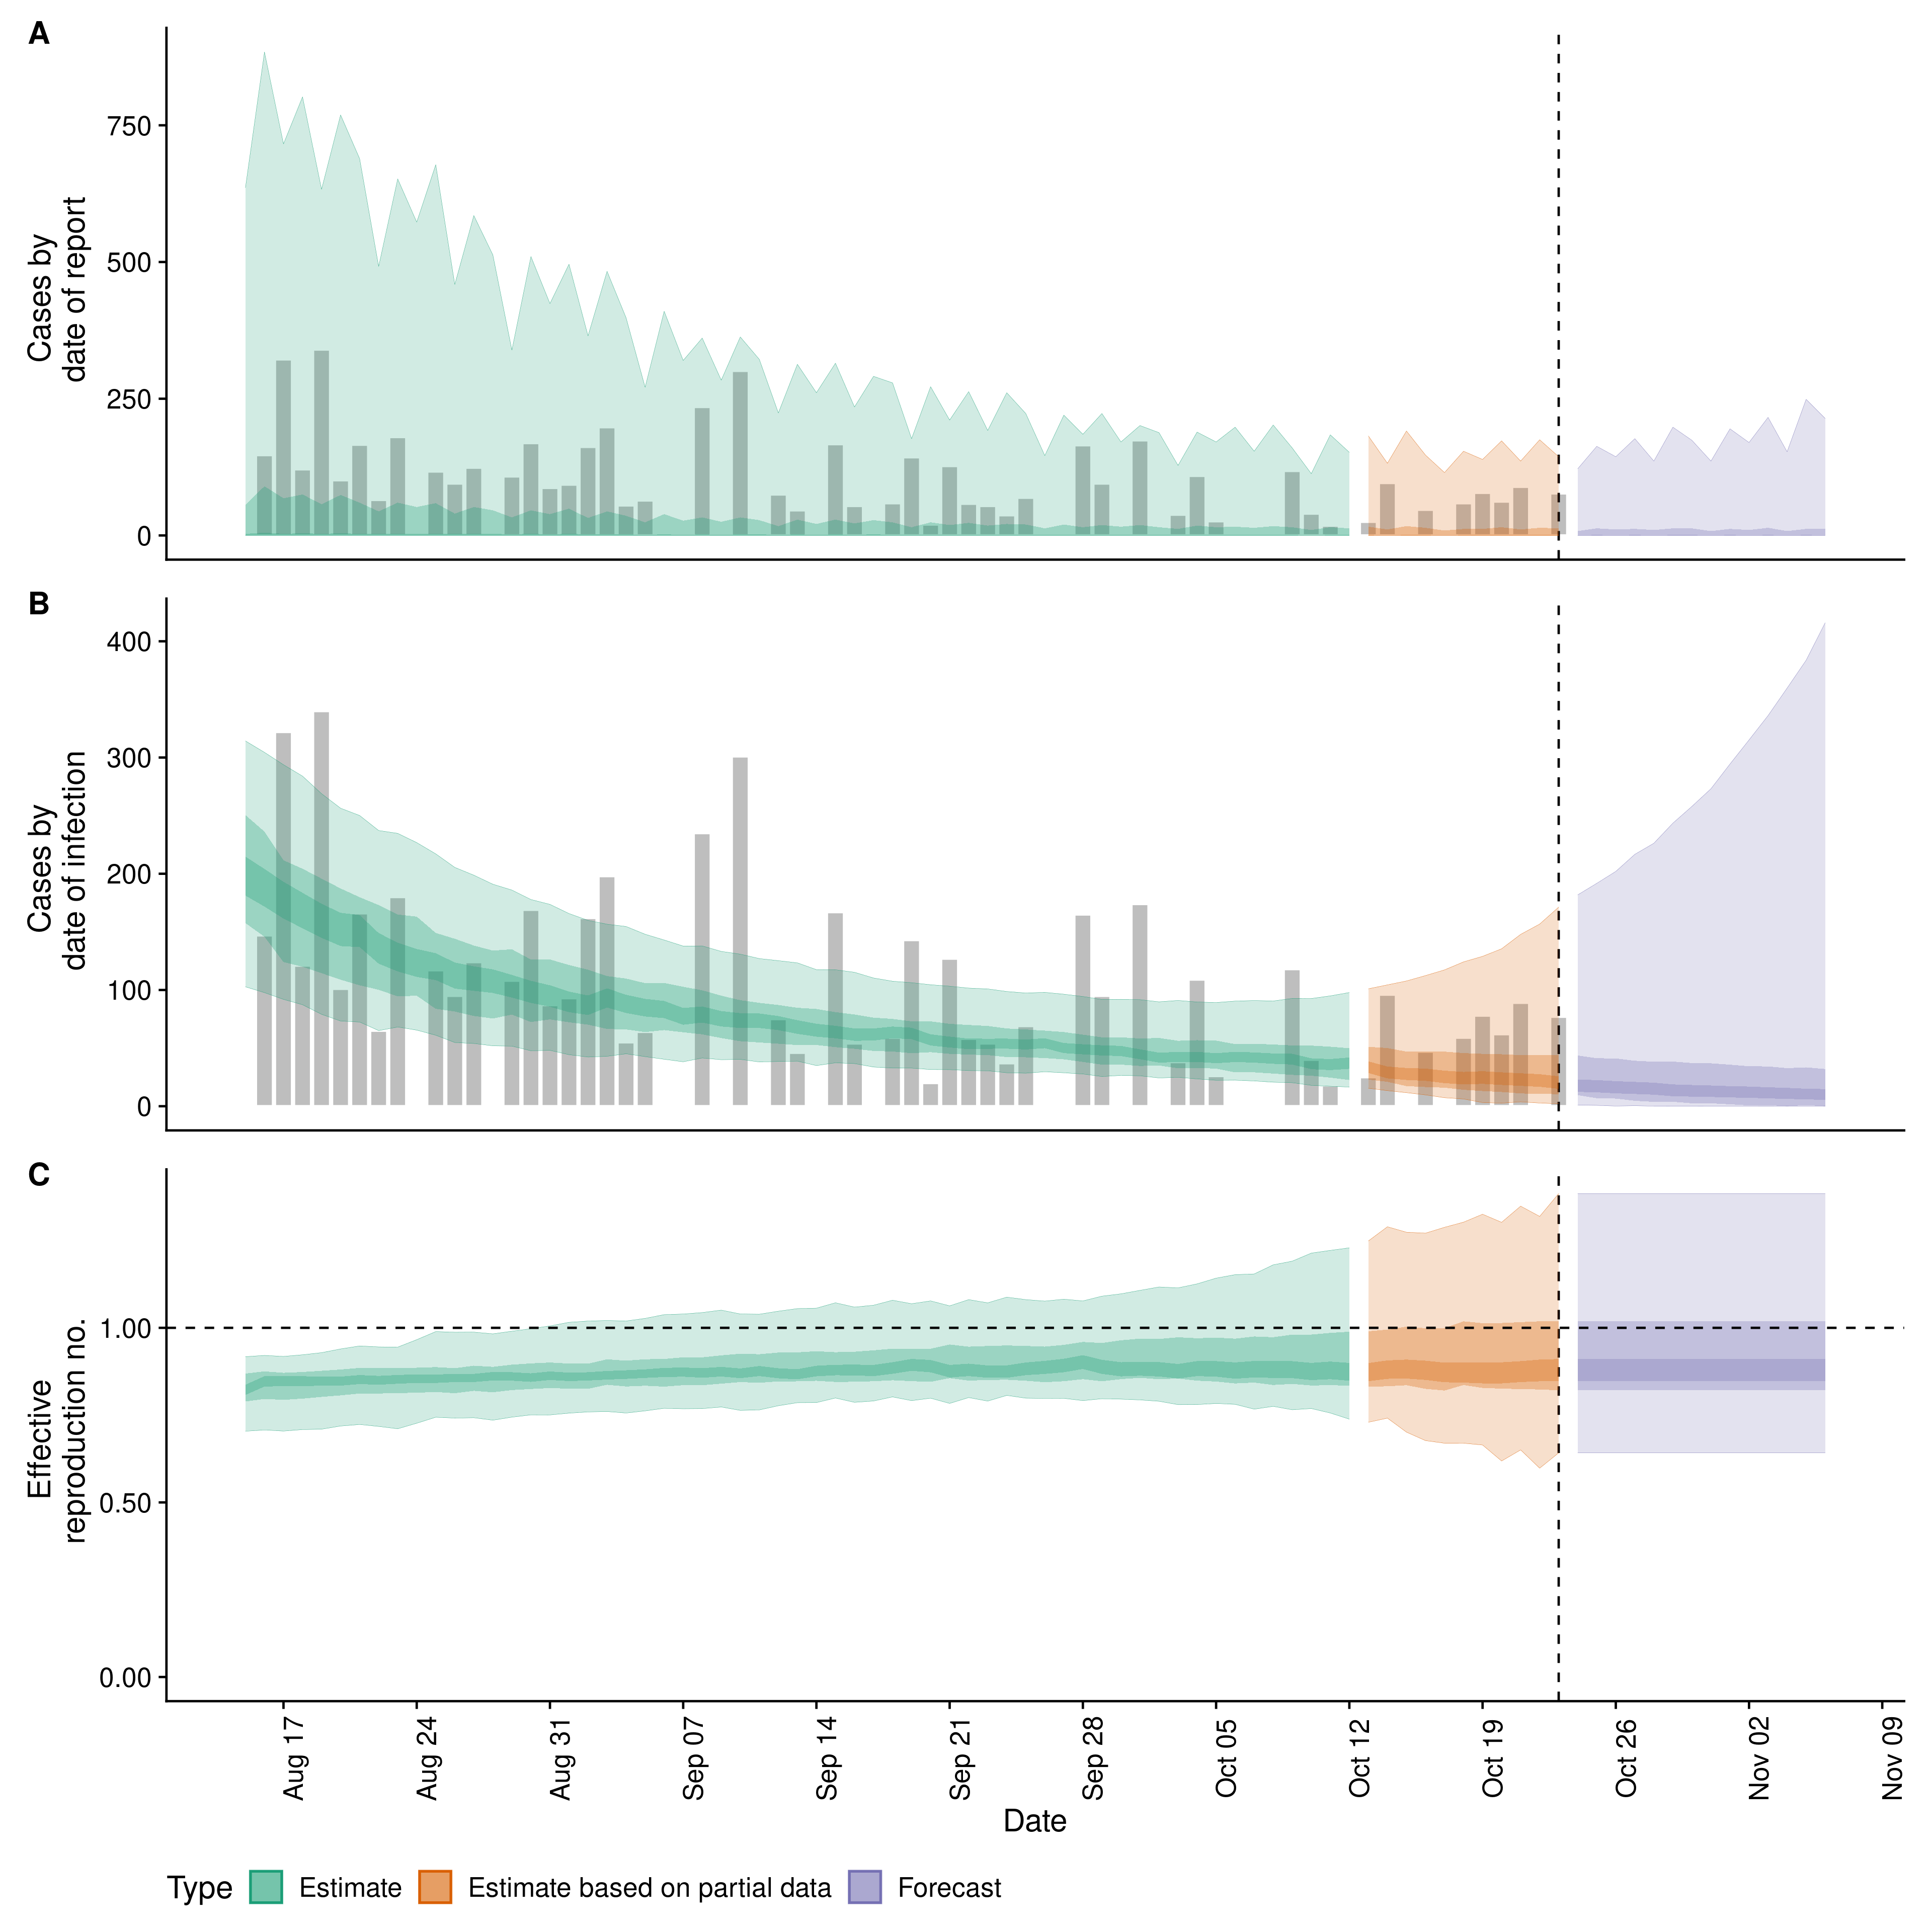 A
Cases by
date of report
750
500
250
0
B
Cases by
date of infection
400
300
200
100
0
C
Effective
reproduction no.
1.00
0.50
0.00
Aug 17
Aug 24
Aug 31
Sep 07
Sep 14
Sep 21
Sep 28
Oct 05
Oct 12
Oct 19
Oct 26
Nov 02
Nov 09
Date
Type Estimate Estimate based on partial data Forecast